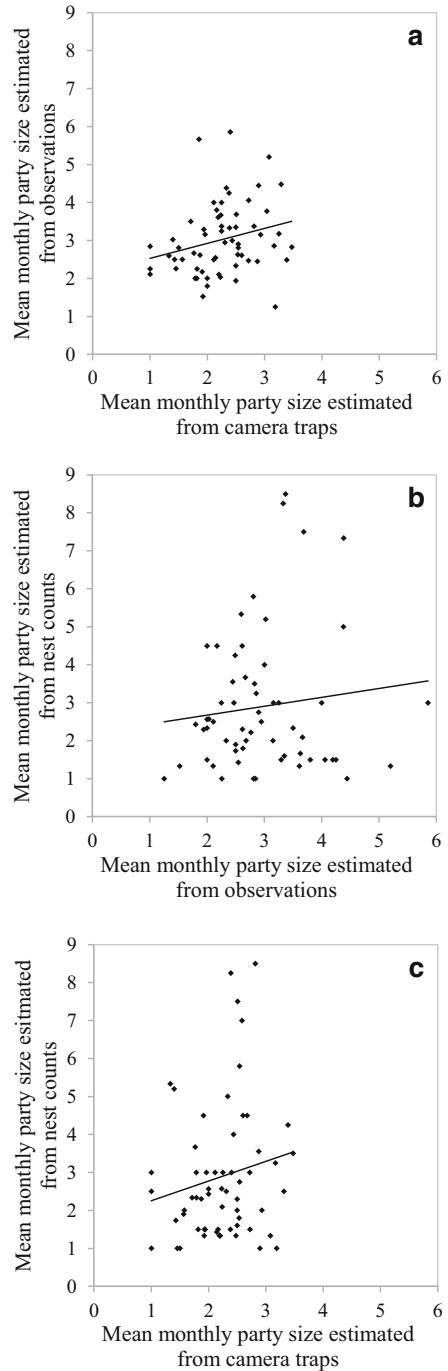 a
Mean monthly party size estimated
from observations
9
8
7
6
5
4
3
2
1
0
0 1 2 3 4 5 6
Mean monthly party size estimated
from camera traps
b
Mean monthly party size estimated
from nest counts
9
8
7
6
5
4
3
2
1
0
0 1 2 3 4 5 6
Mean monthly party size estimated
from observations
c
Mean monthly party size esitmated
from nest counts
9
8
7
6
5
4
3
2
1
0
0 1 2 3 4 5 6
Mean monthly party size estimated
from camera traps